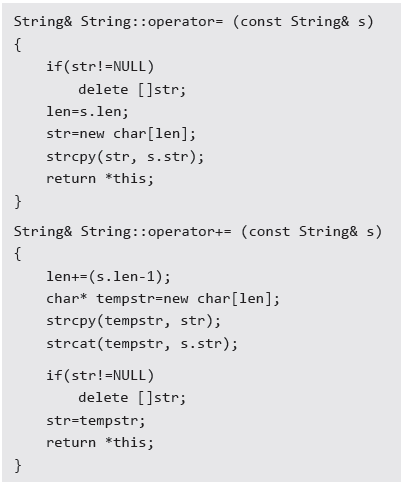 String& String::operator= (const String& s)
{
    if(str!=NULL)
        delete []str;
    len=s.len;
    str=new char[len];
    strcpy(str, s.str);
    return *this;
}
String& String::operator+= (const String& s)
{
    len+=(s.len-1);
    char* tempstr=new char[len];
    strcpy(tempstr, str);
    strcat(tempstr, s.str);
    if(str!=NULL)
        delete []str;
    str=tempstr;
    return *this;
}